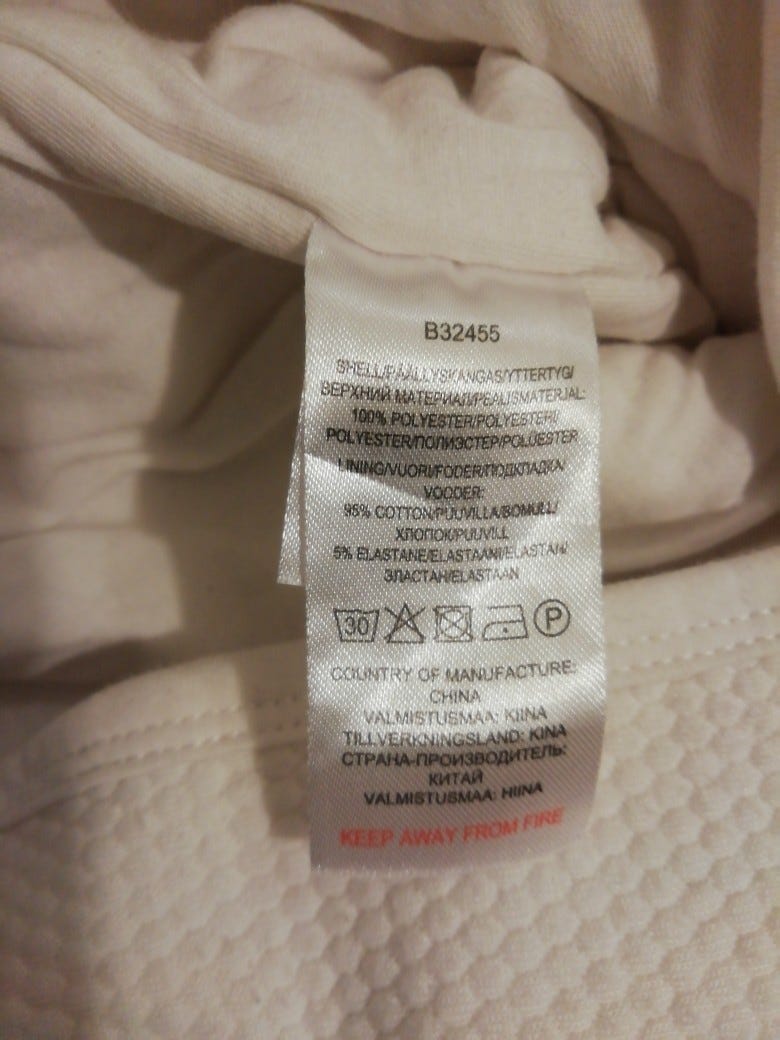 B32455
SHELL/PÄÄLLYSKANGAS/YTTERTYG/
ВЕРХНИЙ МАТЕРИАЛ/PEALISMATERJAL:
100% POLYESTER/POLYESTERI/
POLYESTER/ПОЛИЭСТЕР/POLÜESTER
LINING/VUORI/FODER/ПОДКЛАДКА/
VOODER:
95% COTTON/PUUVILLA/BOMULL/
ХЛОПОК/PUUVILL
5% ELASTANE/ELASTAANI/ELASTAN/
ЭЛАСТАН/ELASTAAN
30 P
COUNTRY OF MANUFACTURE:
CHINA
VALMISTUSMAA: KIINA
TILLVERKNINGSLAND: KINA
СТРАНА-ПРОИЗВОДИТЕЛЬ:
КИТАЙ
VALMISTUSMAA: HIINA
KEEP AWAY FROM FIRE